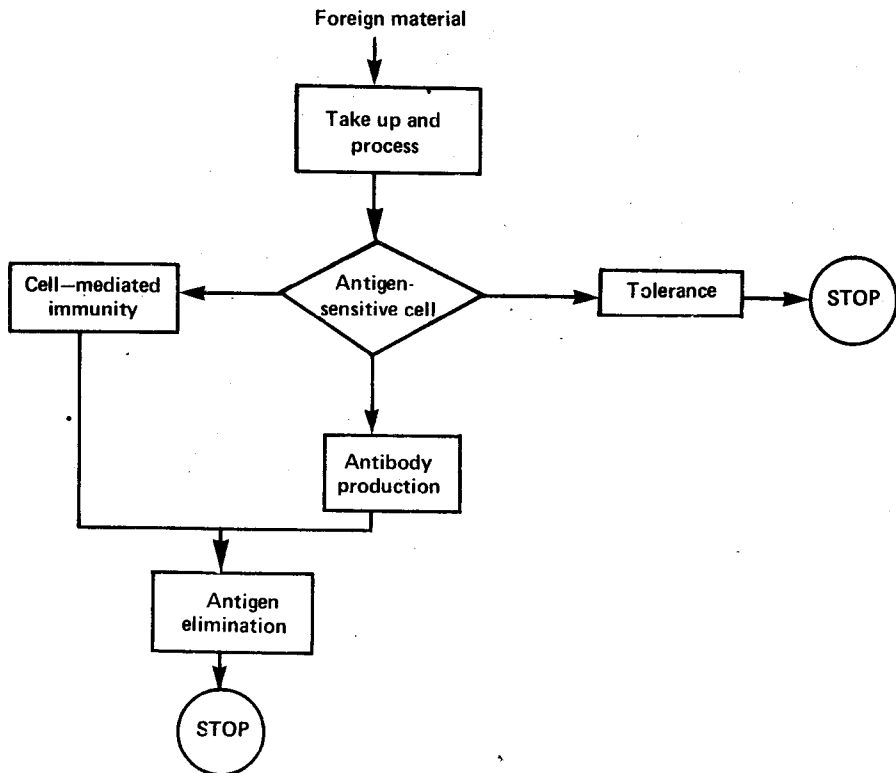 Foreign material
Take up and
process
Cell—mediated
immunity
Antigen-
sensitive cell
Tolerance
STOP
Antibody
production
Antigen
elimination
STOP